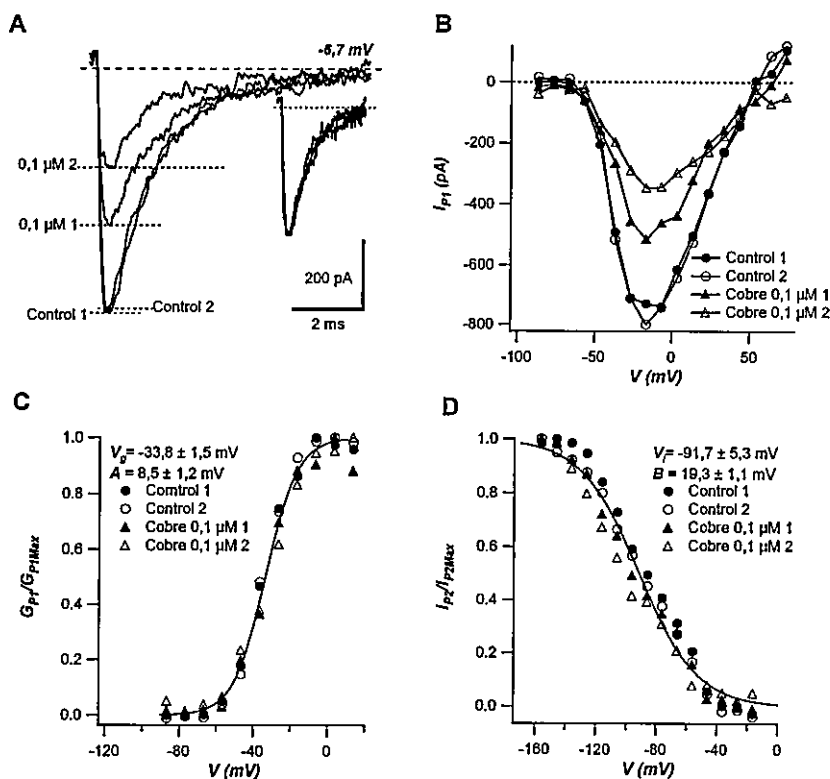 A
-6,7 mV
0,1 µM 2
0,1 µM 1
Control 1
Control 2
200 pA
2 ms
B
0
-200
-400
-600
-800
I_P1 (pA)
-100
-50
0
50
V (mV)
Control 1
Control 2
Cobre 0,1 µM 1
Cobre 0,1 µM 2
C
V_g= -33,8 ± 1,5 mV
A = 8,5 ± 1,2 mV
Comtrol 1
Control 2
Cobre 0,1 µM 1
Cobre 0,1 µM 2
1.0
0.8
0.6
0.4
0.2
0.0
G_P1/G_P1Max
-120
-80
-40
0
V (mV)
D
V_i= -91,7 ± 5,3 mV
B = 19,3 ± 1,1 mV
Comtrol 1
Control 2
Cobre 0,1 µM 1
Cobre 0,1 µM 2
1.0
0.8
0.6
0.4
0.2
0.0
I_P2/I_P2Max
-160
-120
-80
-40
0
V (mV)